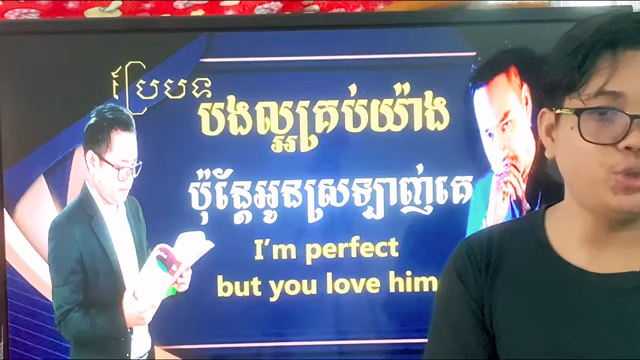 ប្រែបទ
បងល្អគ្រប់យ៉ាង
ប៉ុន្តែអូនស្រឡាញ់គេ
I'm perfect
but you love him